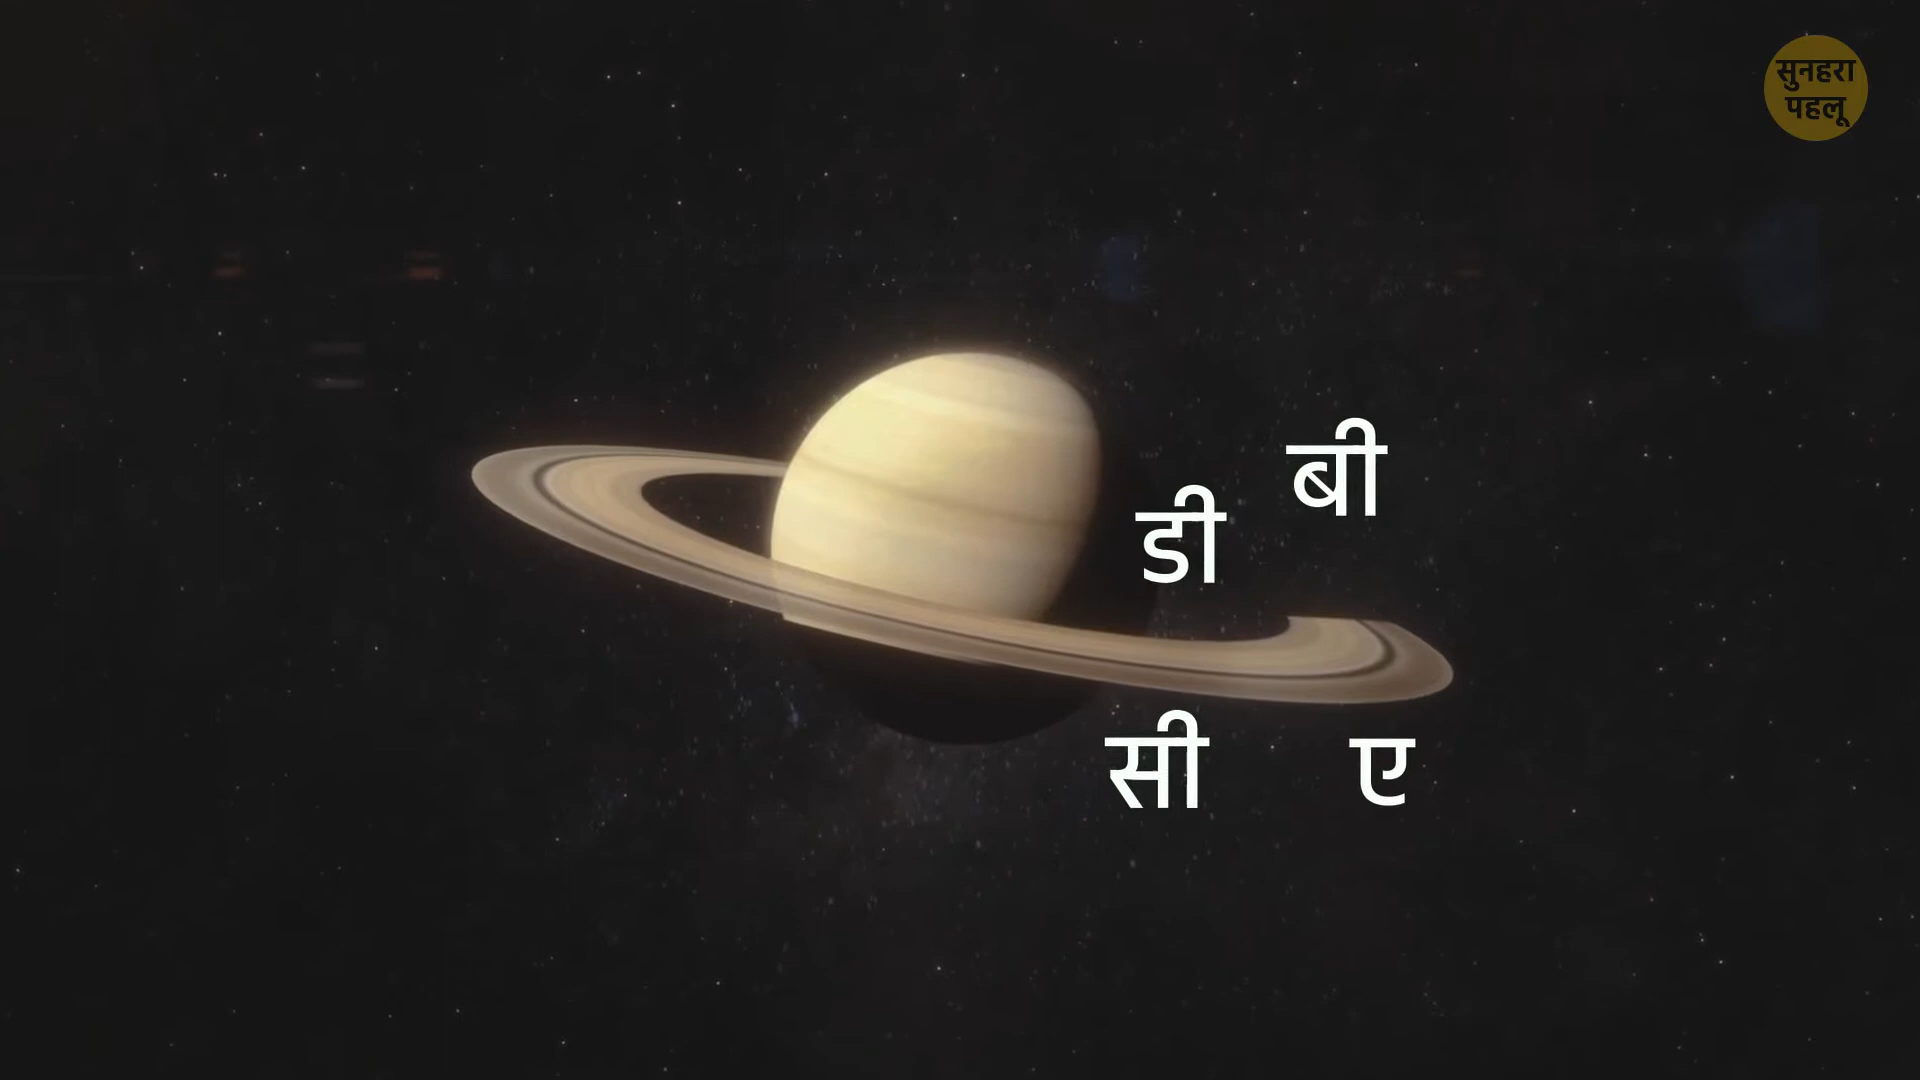 सुनहरा
पहलू
बी
डी
सी ए